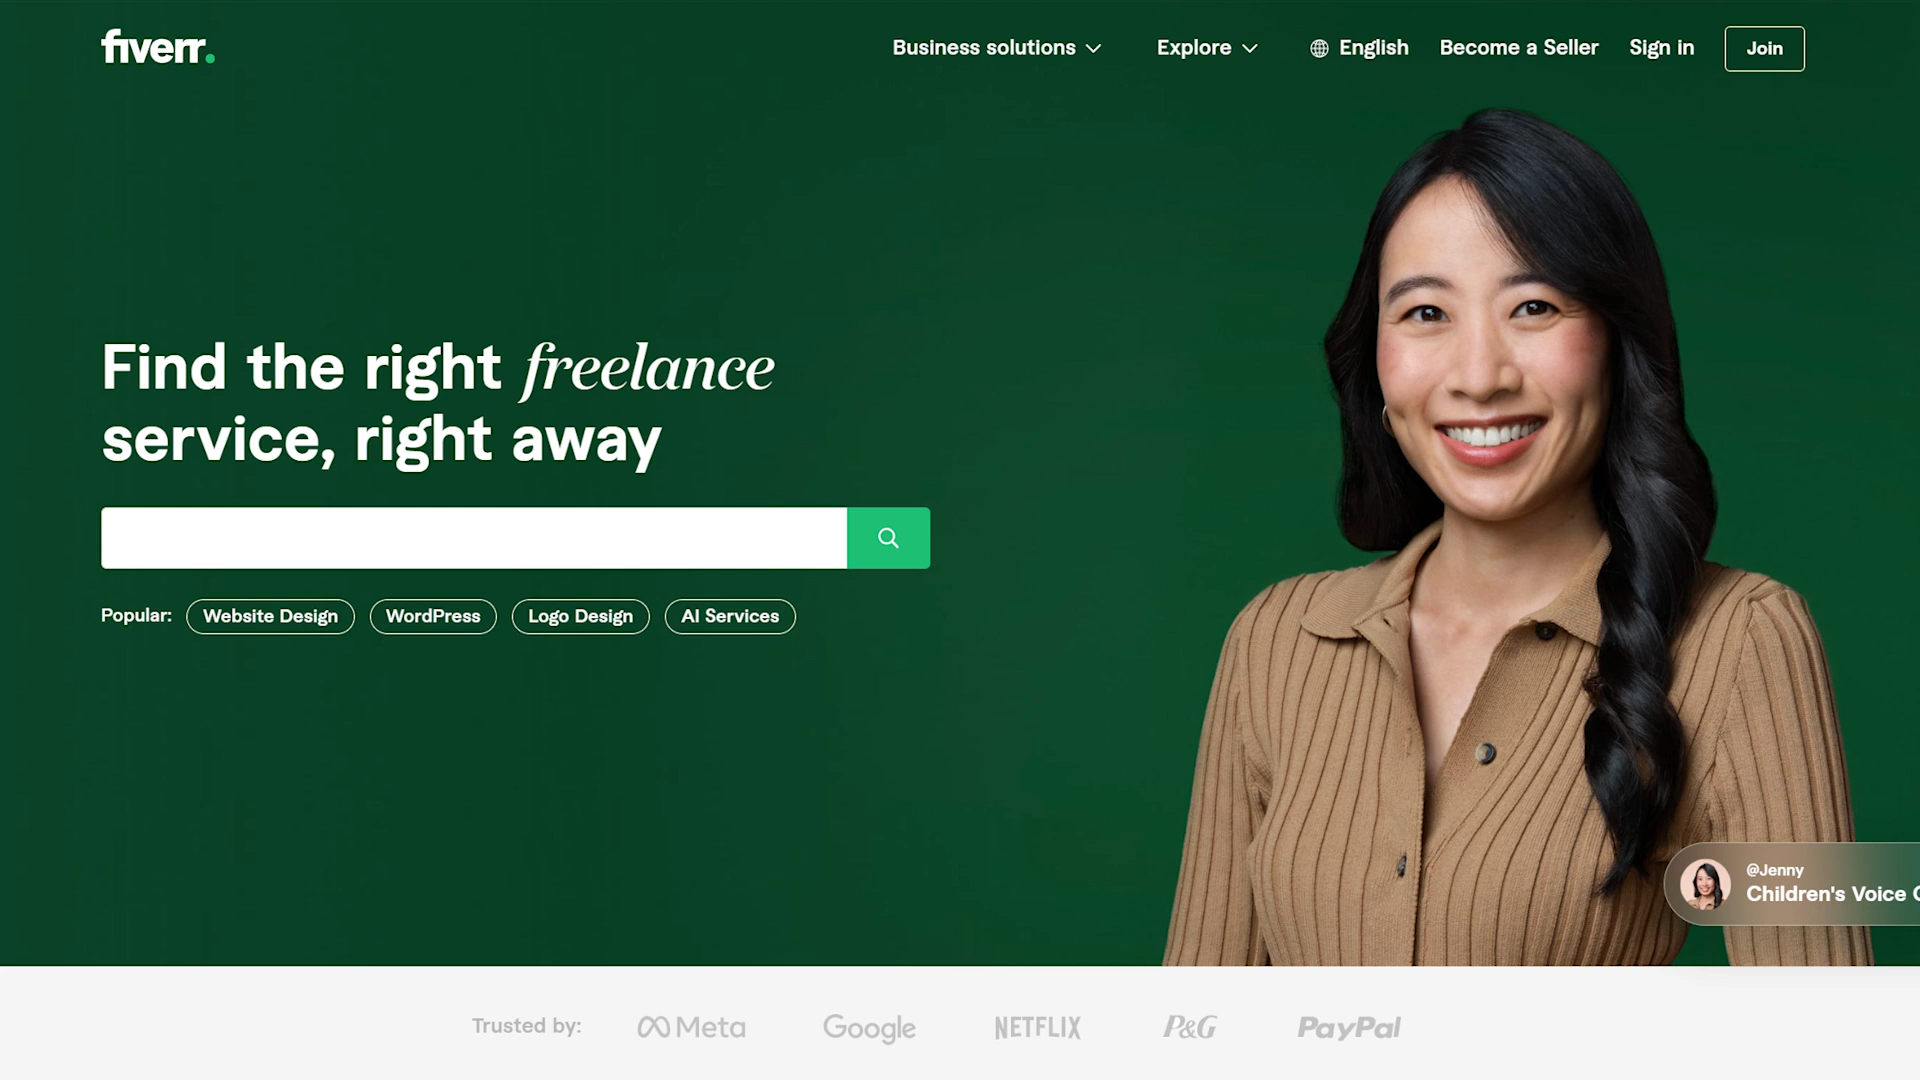 fiverr.
Business solutions
Explore
English
Become a Seller
Sign in
Join
Find the right freelance
service, right away
Popular:
Website Design
WordPress
Logo Design
AI Services
@Jenny
Children's Voice
Trusted by:
Meta
Google
NETFLIX
P&G
PayPal